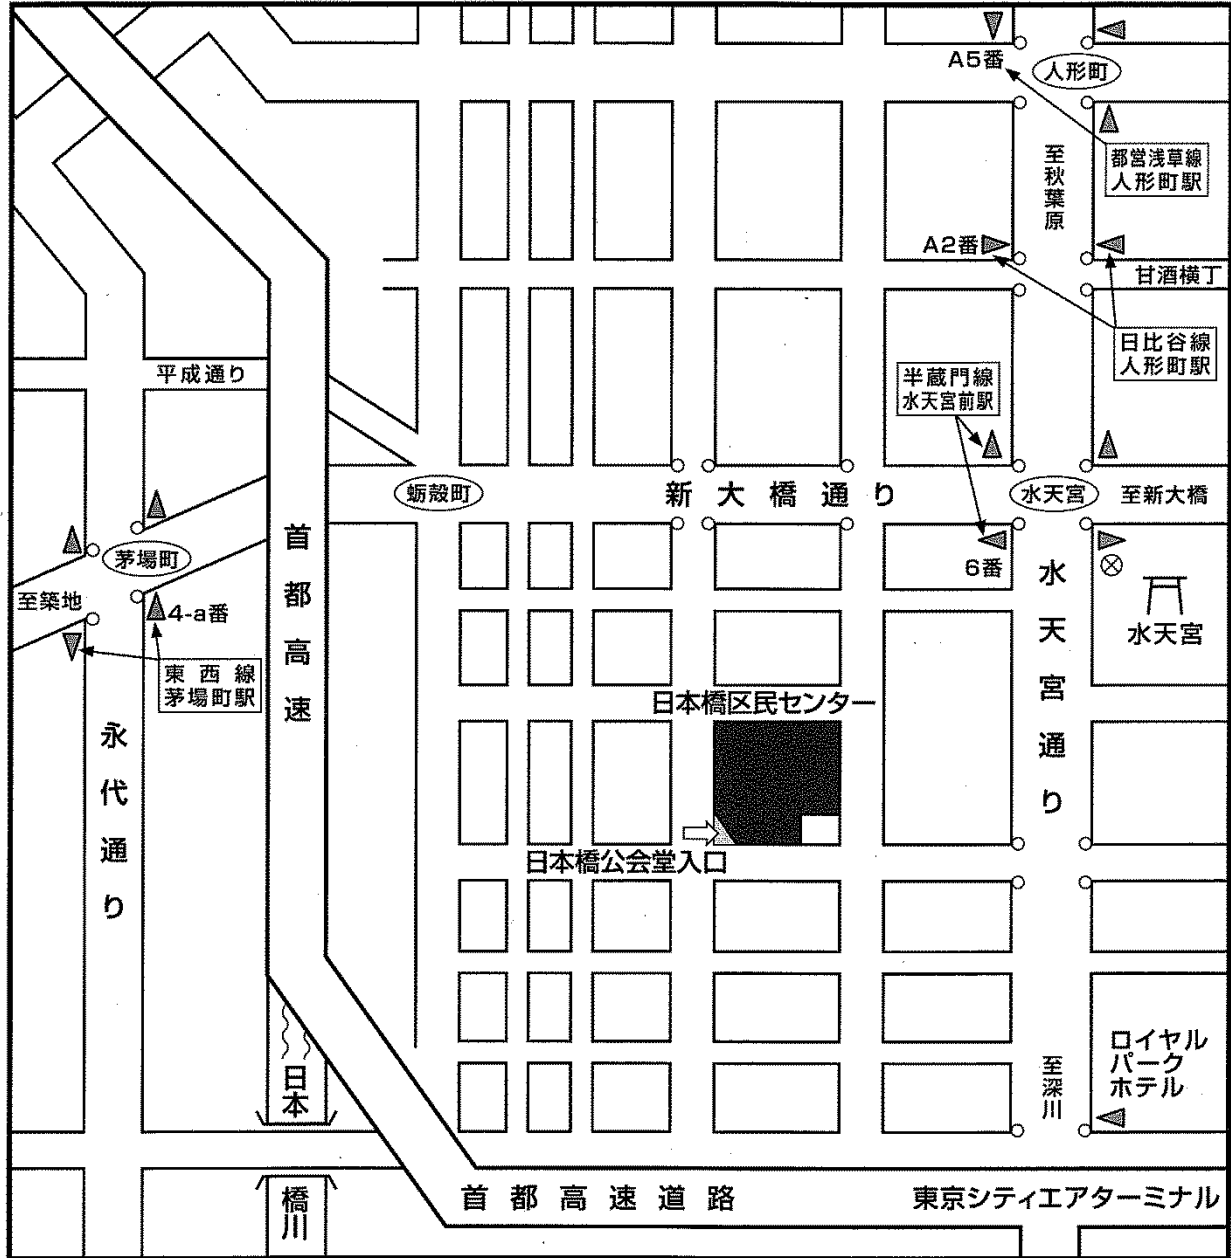 A5番
人形町
都営浅草線
人形町駅
至秋葉原
A2番
甘酒横丁
日比谷線
人形町駅
平成通り
半蔵門線
水天宮前駅
蛎殻町
新大橋通り
水天宮
至新大橋
茅場町
首都高速
6番
水天宮通り
水天宮
至築地
4-a番
東西線
茅場町駅
日本橋区民センター
永代通り
日本橋公会堂入口
ロイヤル
パーク
ホテル
至深川
日本
橋川
首都高速道路
東京シティエアターミナル